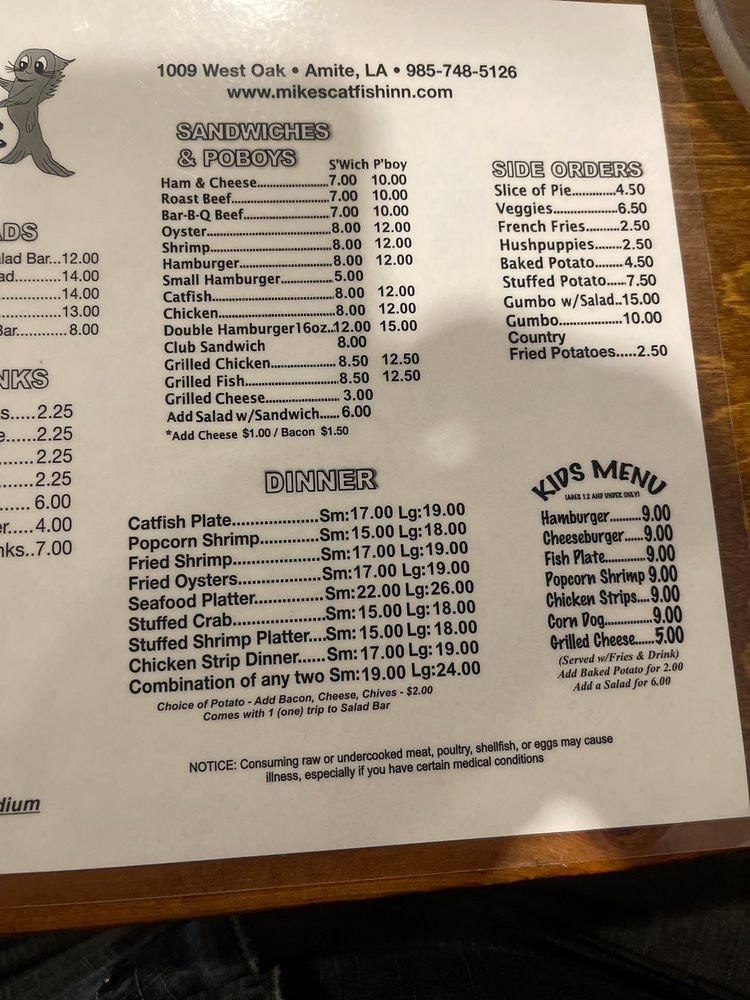 1009 West Oak • Amite, LA • 985-748-5126
www.mikescatfishinn.com
ADS
alad Bar...12.00
ad...........14.00
..............14.00
..............13.00
Bar............8.00
NKS
s.....2.25
e......2.25
........2.25
........2.25
....... 6.00
er.....4.00
nks..7.00
dium
SANDWICHES
& POBOYS
S'Wich P'boy
Ham & Cheese......................7.00 10.00
Roast Beef..............................7.00 10.00
Bar-B-Q Beef..........................7.00 10.00
Oyster.....................................8.00 12.00
Shrimp....................................8.00 12.00
Hamburger.............................8.00 12.00
Small Hamburger.................5.00
Catfish....................................8.00 12.00
Chicken...................................8.00 12.00
Double Hamburger16oz..12.00 15.00
Club Sandwich 8.00
Grilled Chicken....................8.50 12.50
Grilled Fish............................8.50 12.50
Grilled Cheese....................... 3.00
Add Salad w/Sandwich...... 6.00
*Add Cheese $1.00 / Bacon $1.50
SIDE ORDERS
Slice of Pie.............4.50
Veggies...................6.50
French Fries..........2.50
Hushpuppies.........2.50
Baked Potato.........4.50
Stuffed Potato.....7.50
Gumbo w/Salad..15.00
Gumbo..................10.00
Country
Fried Potatoes.....2.50
DINNER
Catfish Plate....................Sm:17.00 Lg:19.00
Popcorn Shrimp..............Sm:15.00 Lg:18.00
Fried Shrimp....................Sm:17.00 Lg:19.00
Fried Oysters...................Sm:17.00 Lg:19.00
Seafood Platter................Sm:22.00 Lg:26.00
Stuffed Crab.....................Sm:15.00 Lg:18.00
Stuffed Shrimp Platter....Sm:15.00 Lg:18.00
Chicken Strip Dinner......Sm:17.00 Lg:19.00
Combination of any two Sm:19.00 Lg:24.00
Choice of Potato - Add Bacon, Cheese, Chives - $2.00
Comes with 1 (one) trip to Salad Bar
KIDS MENU
(AGES 12 AND UNDER ONLY)
Hamburger..........9.00
Cheeseburger......9.00
Fish Plate............9.00
Popcorn Shrimp 9.00
Chicken Strips....9.00
Corn Dog..............9.00
Grilled Cheese......5.00
(Served w/Fries & Drink)
Add Baked Potato for 2.00
Add a Salad for 6.00
NOTICE: Consuming raw or undercooked meat, poultry, shellfish, or eggs may cause
illness, especially if you have certain medical conditions